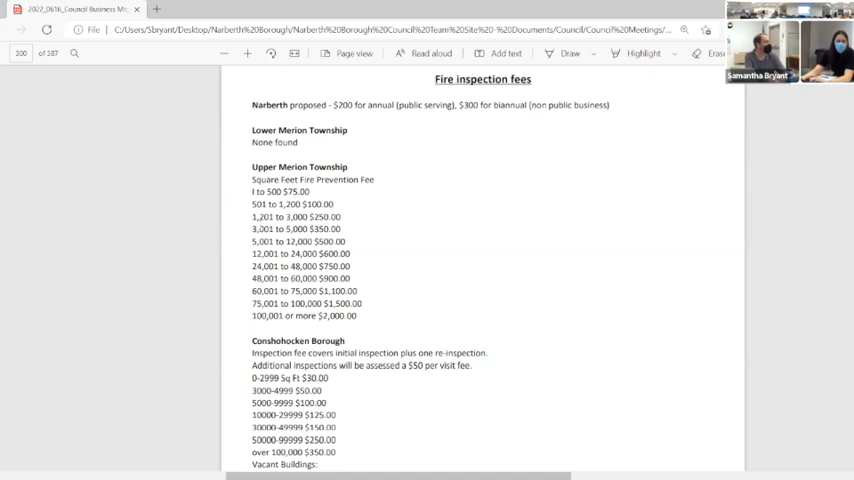 2022_0616_Council Business Me
File
C:/Users/Sbryant/Desktop/Narberth%20Borough/Narberth%20Borough%20Council%20Team%20Site%20-%20Documents/Council/Council%20Meetings/...
300 of 387
Page view
Read aloud
Add text
Draw
Highlight
Erase
Samantha Bryant
Fire inspection fees
Narberth proposed - $200 for annual (public serving), $300 for biannual (non public business)
Lower Merion Township
None found
Upper Merion Township
Square Feet Fire Prevention Fee
I to 500 $75.00
501 to 1,200 $100.00
1,201 to 3,000 $250.00
3,001 to 5,000 $350.00
5,001 to 12,000 $500.00
12,001 to 24,000 $600.00
24,001 to 48,000 $750.00
48,001 to 60,000 $900.00
60,001 to 75,000 $1,100.00
75,001 to 100,000 $1,500.00
100,001 or more $2,000.00
Conshohocken Borough
Inspection fee covers initial inspection plus one re-inspection.
Additional inspections will be assessed a $50 per visit fee.
0-2999 Sq Ft $30.00
3000-4999 $50.00
5000-9999 $100.00
10000-29999 $125.00
30000-49999 $150.00
50000-99999 $250.00
over 100,000 $350.00
Vacant Buildings: